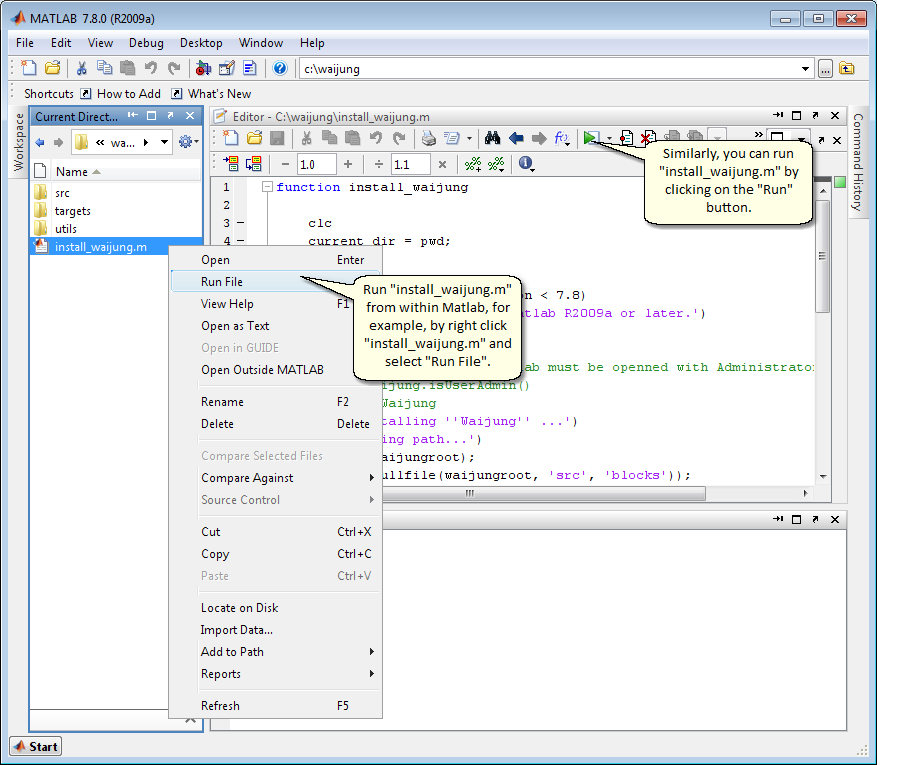 MATLAB 7.8.0 (R2009a)
File Edit View Debug Desktop Window Help
c:\waijung
...
Shortcuts How to Add What's New
Workspace
Current Direct...
« wa...
Name
src
targets
utils
install_waijung.m
Editor - C:\waijung\install_waijung.m
»
− 1.0 + ÷ 1.1 ×
1 function install_waijung
2
3 − clc
4 − current_dir = pwd;
n < 7.8)
atlab R2009a or later.')
ab must be openned with Administrator
ijung.isUserAdmin()
Waijung
talling ''Waijung'' ...')
ing path...')
aijungroot);
ullfile(waijungroot, 'src', 'blocks'));
Command History
Similarly, you can run
"install_waijung.m" by
clicking on the "Run"
button.
Run "install_waijung.m"
from within Matlab, for
example, by right click
"install_waijung.m" and
select "Run File".
Open Enter
Run File
View Help F1
Open as Text
Open in GUIDE
Open Outside MATLAB
Rename F2
Delete Delete
Compare Selected Files
Compare Against
Source Control
Cut Ctrl+X
Copy Ctrl+C
Paste Ctrl+V
Locate on Disk
Import Data...
Add to Path
Reports
Refresh F5
Start